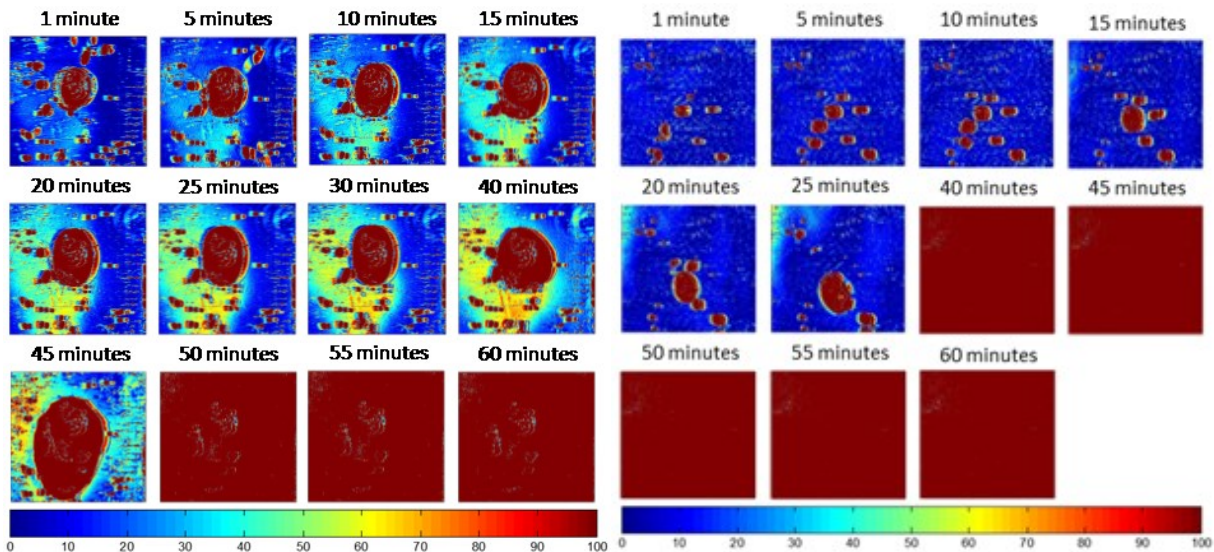 1 minute 5 minutes 10 minutes 15 minutes
20 minutes 25 minutes 30 minutes 40 minutes
45 minutes 50 minutes 55 minutes 60 minutes
0 10 20 30 40 50 60 70 80 90 100
1 minute 5 minutes 10 minutes 15 minutes
20 minutes 25 minutes 40 minutes 45 minutes
50 minutes 55 minutes 60 minutes
0 10 20 30 40 50 60 70 80 90 100